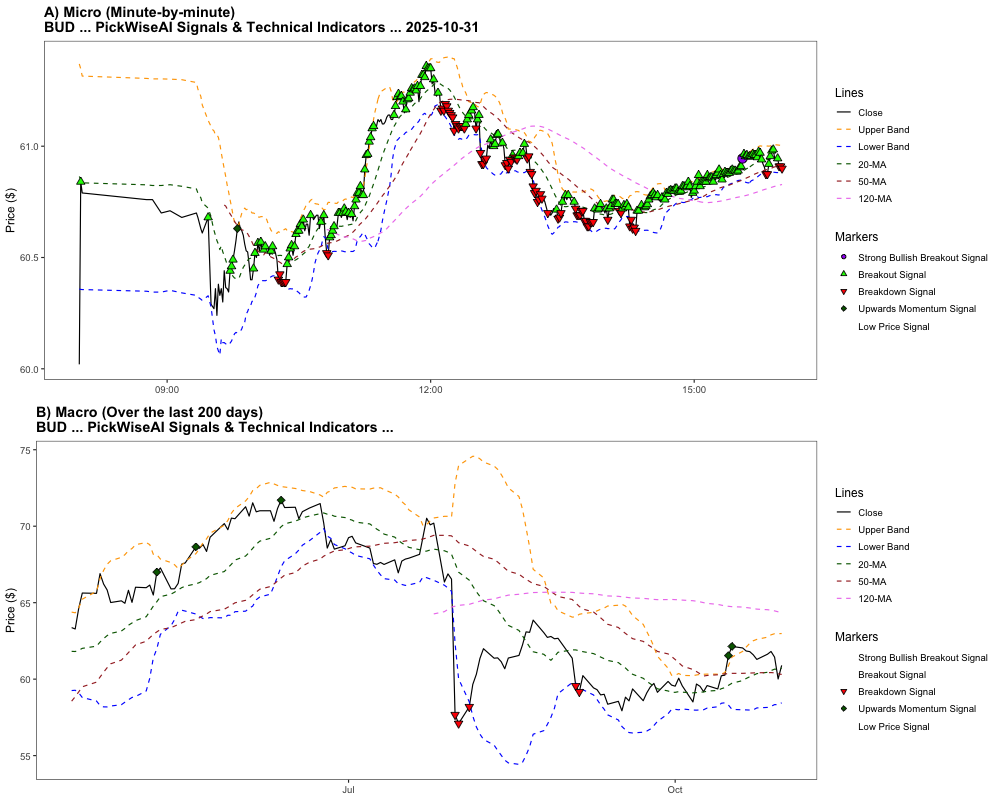 A) Micro (Minute-by-minute)
BUD ... PickWiseAI Signals & Technical Indicators ... 2025-10-31
Price ($)
61.0
60.5
60.0
09:00
12:00
15:00
Lines
Close
Upper Band
Lower Band
20-MA
50-MA
120-MA
Markers
Strong Bullish Breakout Signal
Breakout Signal
Breakdown Signal
Upwards Momentum Signal
Low Price Signal
B) Macro (Over the last 200 days)
BUD ... PickWiseAI Signals & Technical Indicators ...
Price ($)
75
70
65
60
55
Jul
Oct
Lines
Close
Upper Band
Lower Band
20-MA
50-MA
120-MA
Markers
Strong Bullish Breakout Signal
Breakout Signal
Breakdown Signal
Upwards Momentum Signal
Low Price Signal